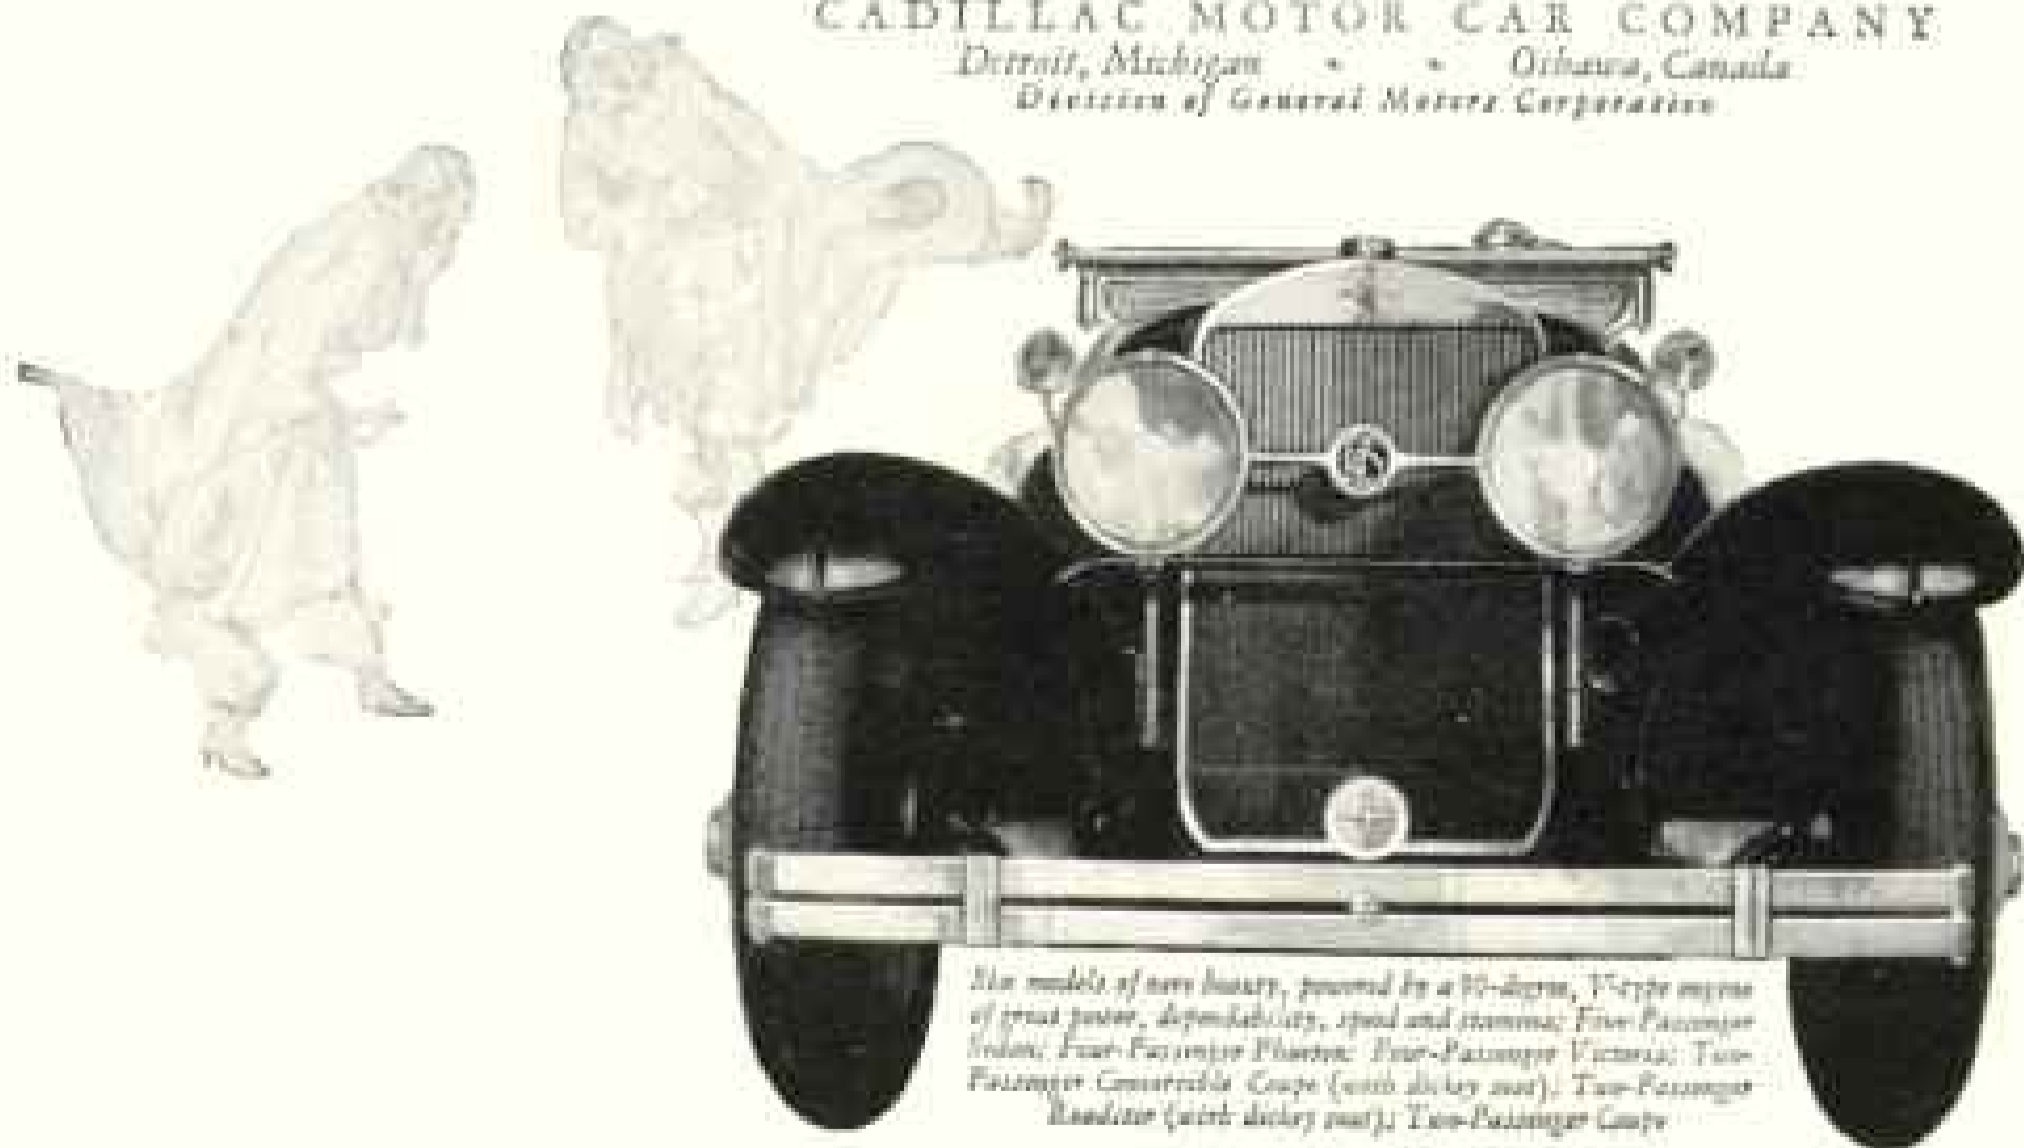 CADILLAC MOTOR CAR COMPANY
Detroit, Michigan - - Oshawa, Canada
Division of General Motors Corporation
Six models of rare beauty, powered by a 90-degree, V-type engine
of great power, dependability, speed and stamina; Five-Passenger
Sedan; Four-Passenger Phaeton; Four-Passenger Victoria; Two-
Passenger Convertible Coupe (with dickey seat); Two-Passenger
Roadster (with dickey seat); Two-Passenger Coupe